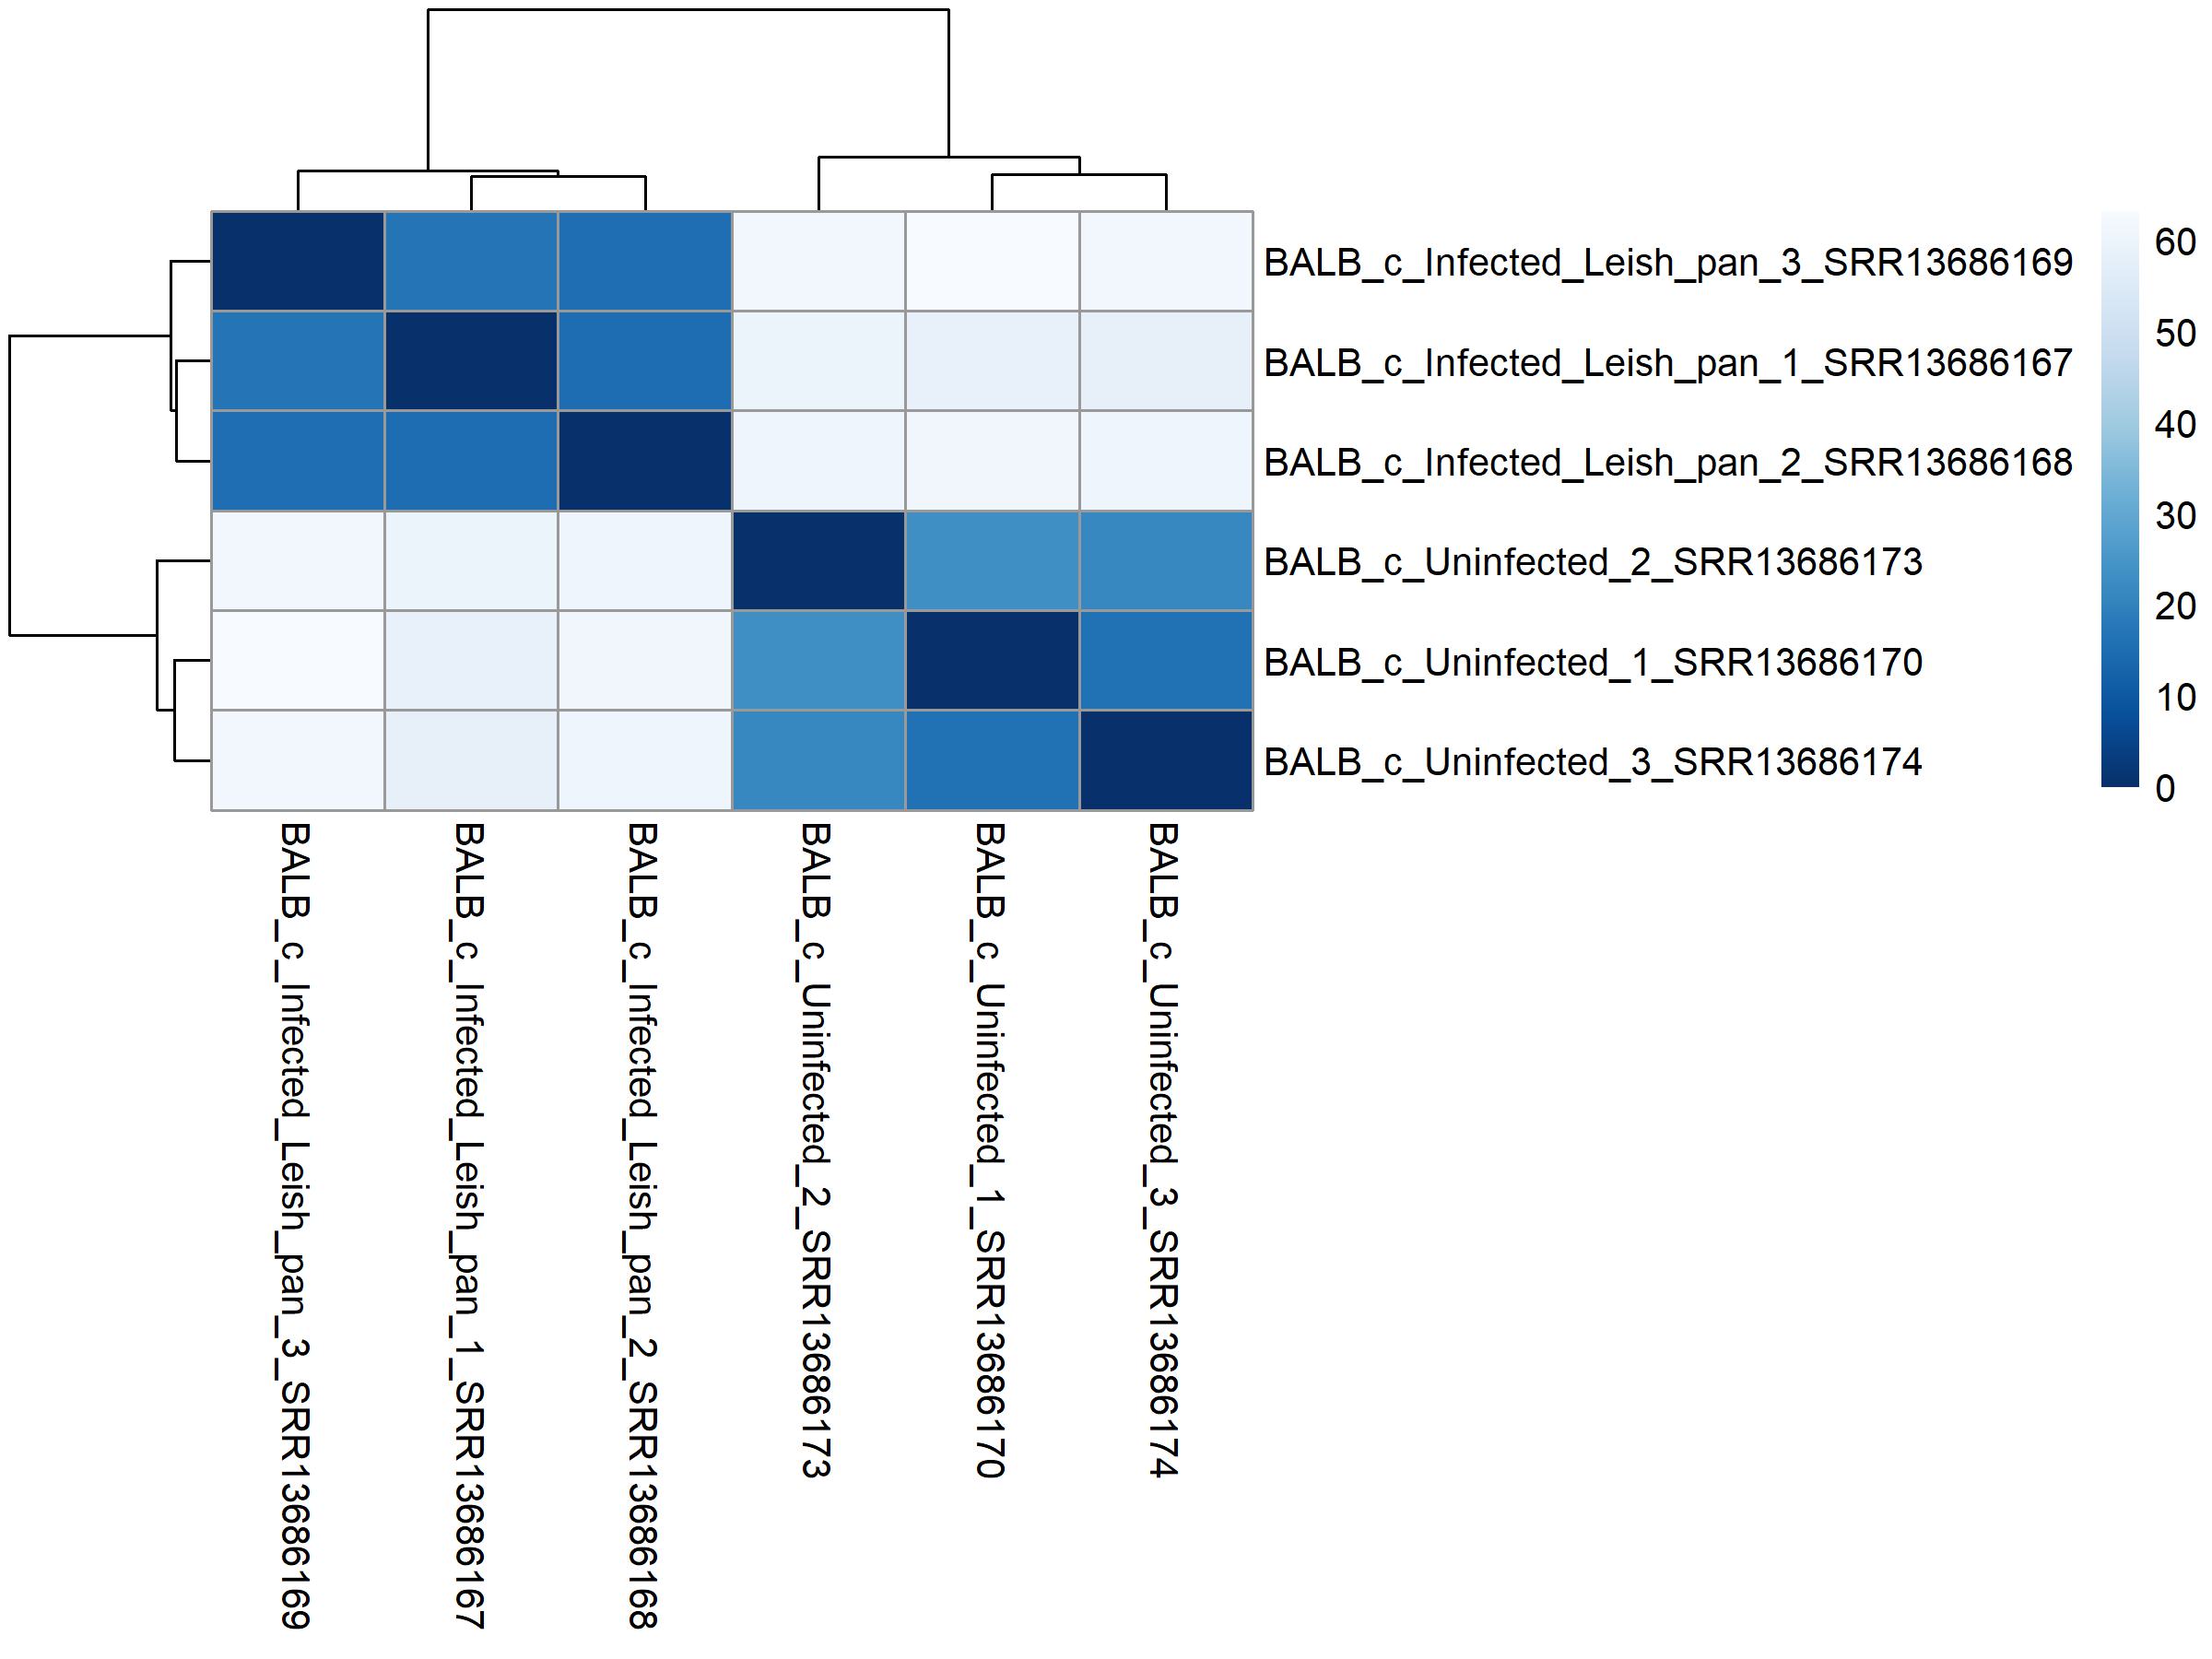 BALB_c_Infected_Leish_pan_3_SRR13686169
BALB_c_Infected_Leish_pan_1_SRR13686167
BALB_c_Infected_Leish_pan_2_SRR13686168
BALB_c_Uninfected_2_SRR13686173
BALB_c_Uninfected_1_SRR13686170
BALB_c_Uninfected_3_SRR13686174
60
50
40
30
20
10
0
BALB_c_Infected_Leish_pan_3_SRR13686169
BALB_c_Infected_Leish_pan_1_SRR13686167
BALB_c_Infected_Leish_pan_2_SRR13686168
BALB_c_Uninfected_2_SRR13686173
BALB_c_Uninfected_1_SRR13686170
BALB_c_Uninfected_3_SRR13686174